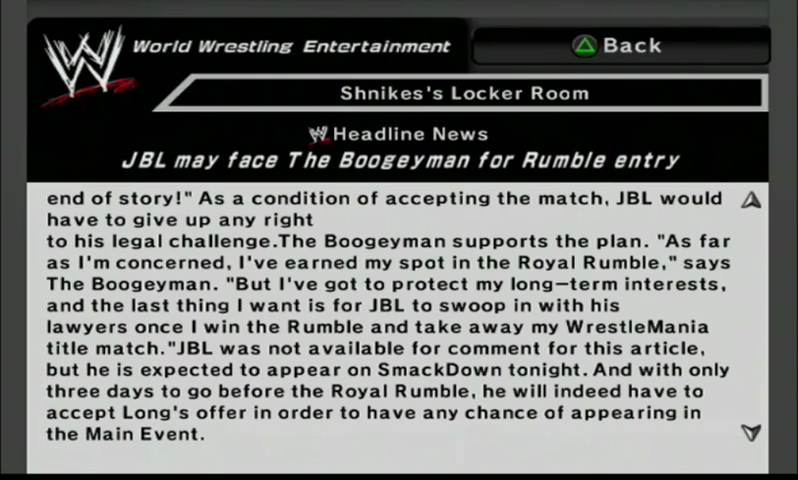 W
World Wrestling Entertainment
Back
Shnikes's Locker Room
W Headline News
JBL may face The Boogeyman for Rumble entry
end of story!" As a condition of accepting the match, JBL would
have to give up any right
to his legal challenge.The Boogeyman supports the plan. "As far
as I'm concerned, I've earned my spot in the Royal Rumble," says
The Boogeyman. "But I've got to protect my long-term interests,
and the last thing I want is for JBL to swoop in with his
lawyers once I win the Rumble and take away my WrestleMania
title match."JBL was not available for comment for this article,
but he is expected to appear on SmackDown tonight. And with only
three days to go before the Royal Rumble, he will indeed have to
accept Long's offer in order to have any chance of appearing in
the Main Event.